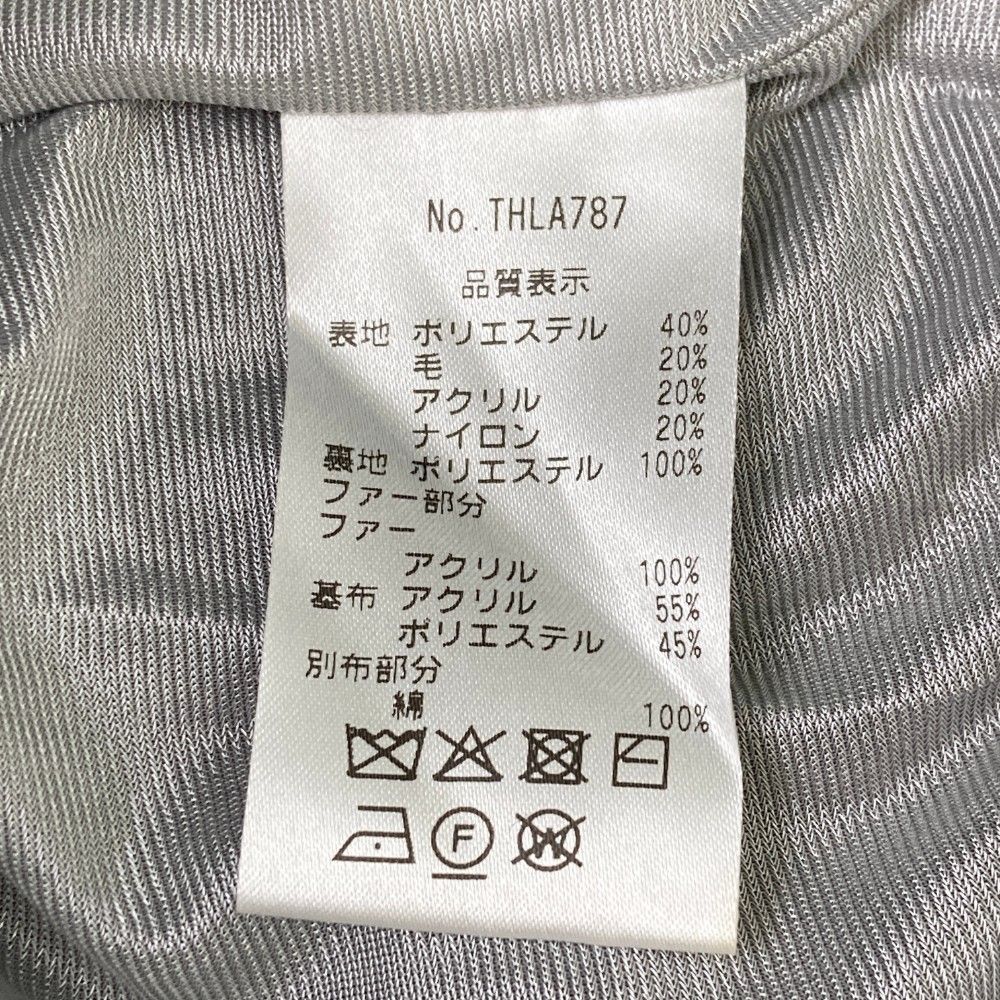 No. THLA787
品質表示
表地 ポリエステル 40%
毛 20%
アクリル 20%
ナイロン 20%
裏地 ポリエステル 100%
ファー部分
ファー
アクリル 100%
基布 アクリル 55%
ポリエステル 45%
別布部分
綿 100%
F W